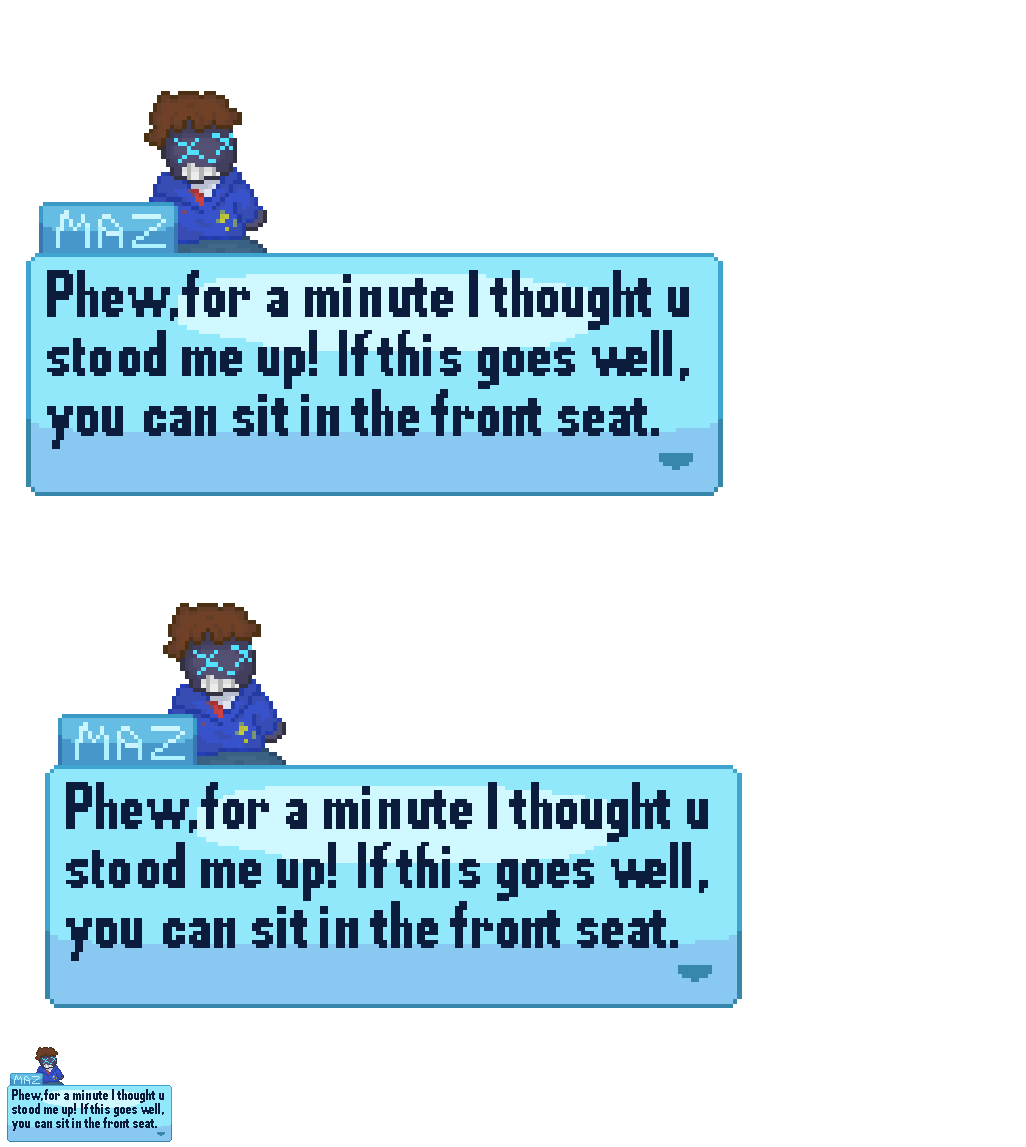 MAZ
Phew,for a minute I thought u
stood me up! If this goes well,
you can sit in the front seat.
MAZ
Phew,for a minute I thought u
stood me up! If this goes well,
you can sit in the front seat.
MAZ
Phew,for a minute I thought u
stood me up! If this goes well,
you can sit in the front seat.